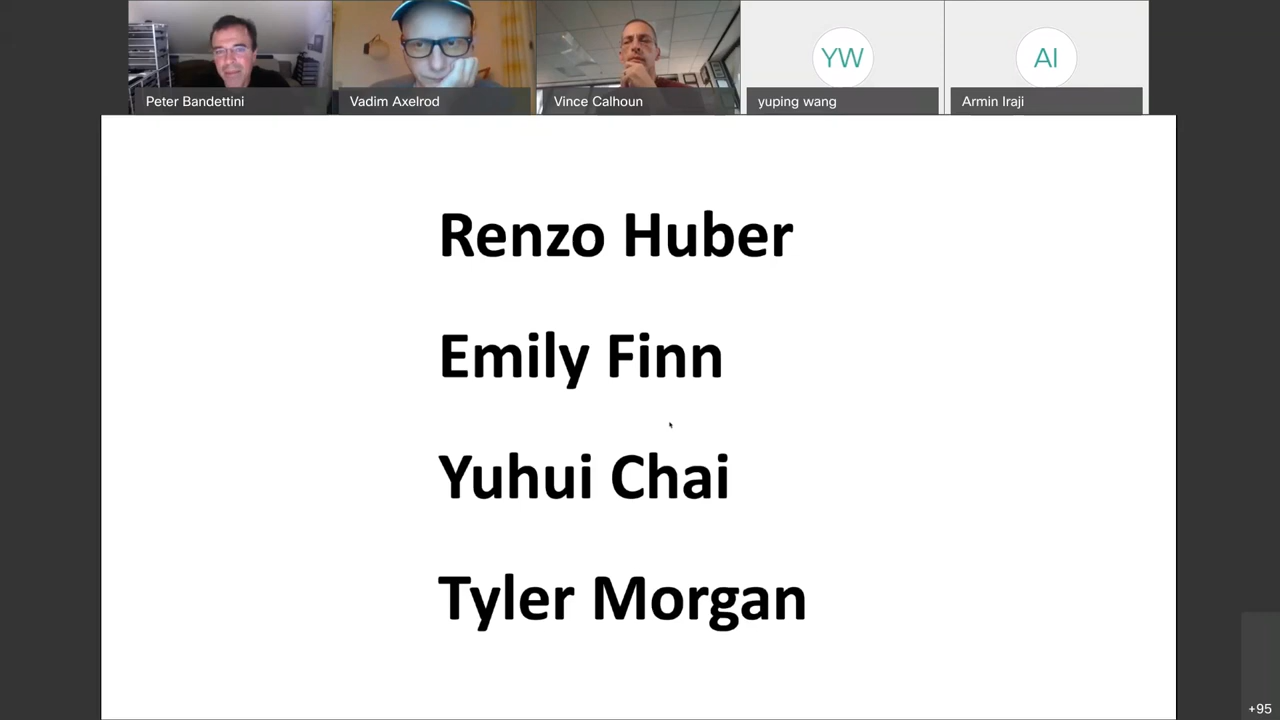 YW
AI
Peter Bandettini
Vadim Axelrod
Vince Calhoun
yuping wang
Armin Iraji
Renzo Huber
Emily Finn
Yuhui Chai
Tyler Morgan
+95